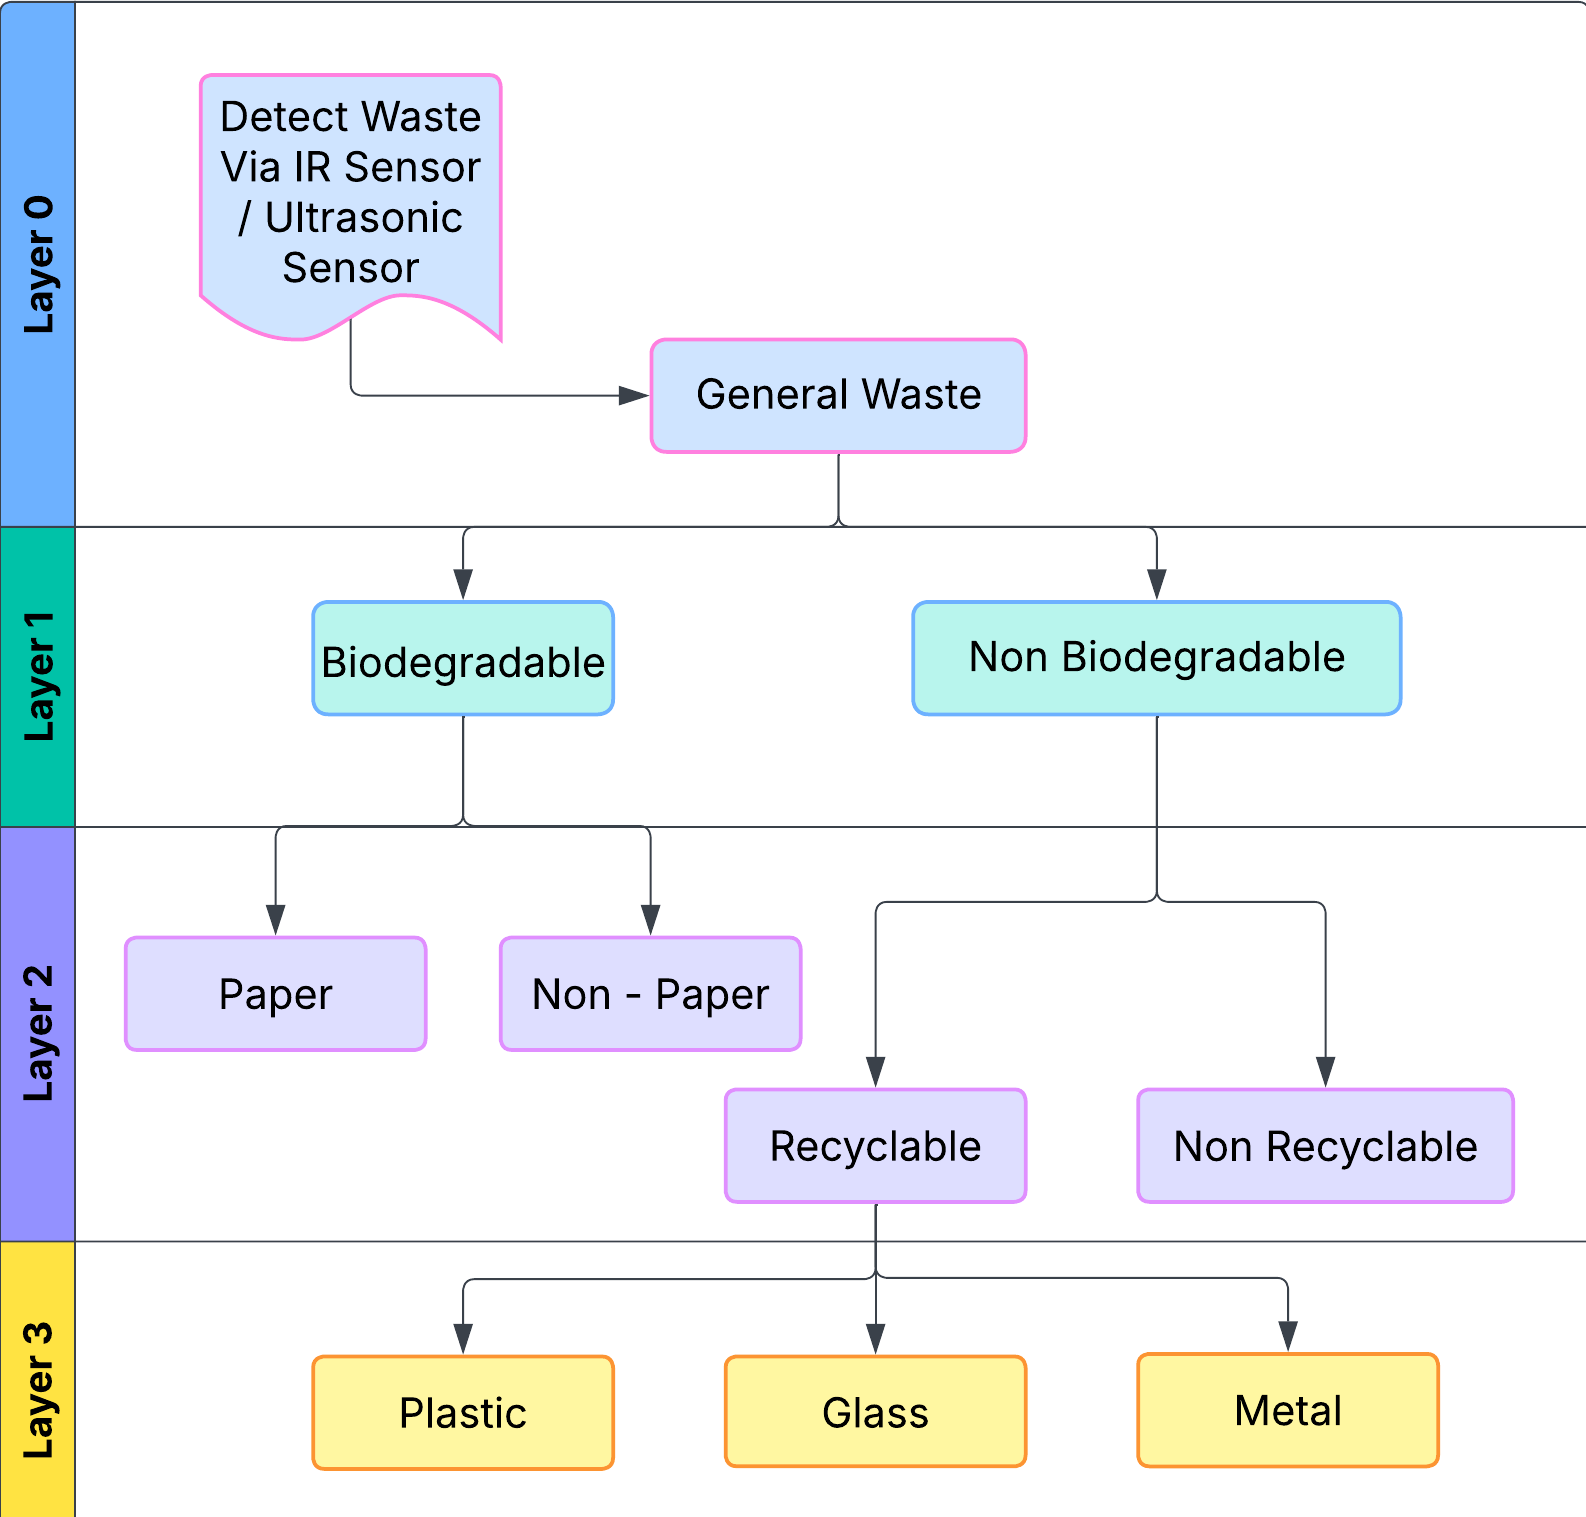 Layer 0
Detect Waste
Via IR Sensor
/ Ultrasonic
Sensor
General Waste
Layer 1
Biodegradable
Non Biodegradable
Layer 2
Paper
Non - Paper
Recyclable
Non Recyclable
Layer 3
Plastic
Glass
Metal